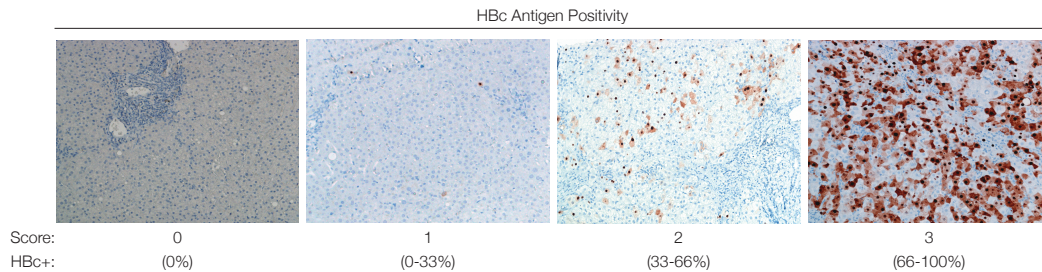 HBc Antigen Positivity
Score: 0 1 2 3
HBc+: (0%) (0-33%) (33-66%) (66-100%)